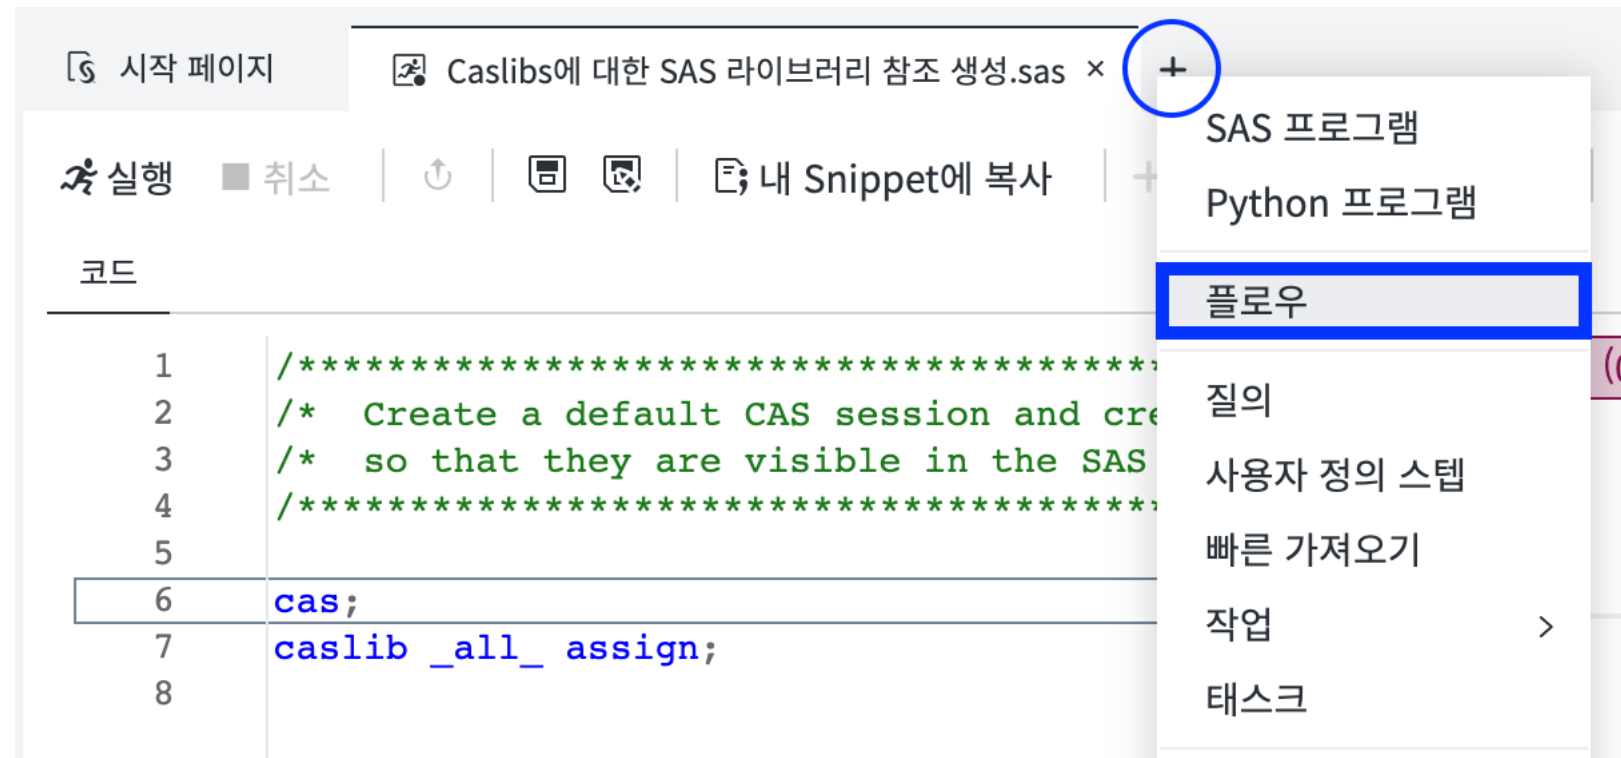 시작 페이지
Caslibs에 대한 SAS 라이브러리 참조 생성.sas × +
실행 취소 내 Snippet에 복사 +
코드
SAS 프로그램
Python 프로그램
플로우
질의
사용자 정의 스텝
빠른 가져오기
작업 >
태스크
1 /***************************************
2 /* Create a default CAS session and cre
3 /* so that they are visible in the SAS
4 /***************************************
5
6 cas;
7 caslib _all_ assign;
8